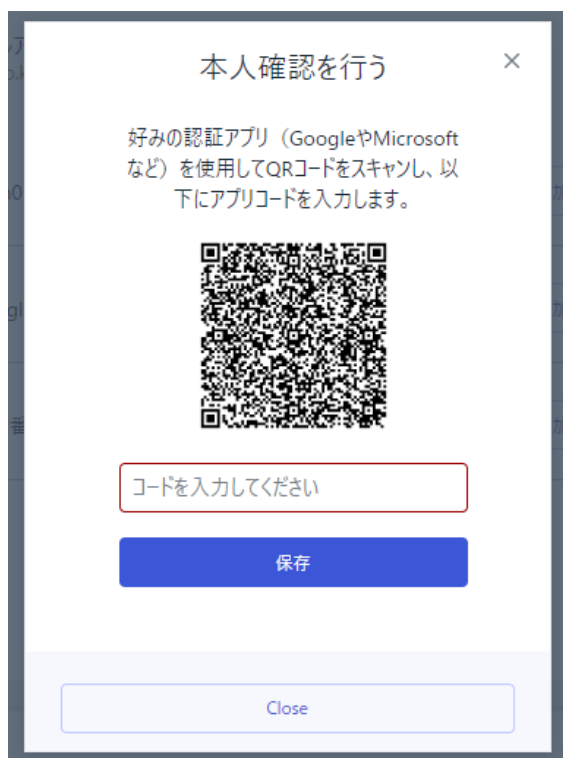 本人確認を行う
好みの認証アプリ（GoogleやMicrosoft
など）を使用してQRコードをスキャンし、以
下にアプリコードを入力します。
コードを入力してください
保存
Close